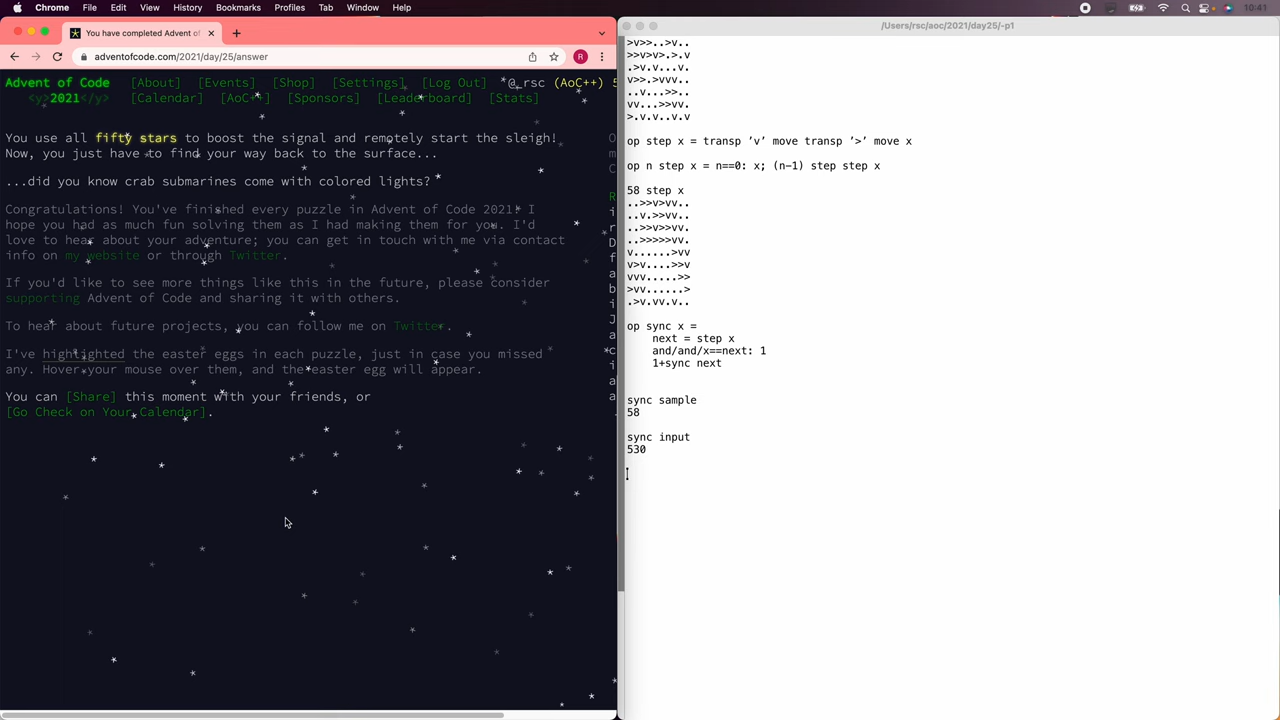 Chrome File Edit View History Bookmarks Profiles Tab Window Help 10:41
You have completed Advent of
adventofcode.com/2021/day/25/answer
R
Advent of Code [About] [Events] [Shop] [Settings] [Log Out] *@_rsc (AoC++) 5
<y>2021</y> [Calendar] [AoC++] [Sponsors] [Leaderboard] [Stats]
You use all fifty stars to boost the signal and remotely start the sleigh!
Now, you just have to find your way back to the surface...
...did you know crab submarines come with colored lights?
Congratulations! You've finished every puzzle in Advent of Code 2021! I
hope you had as much fun solving them as I had making them for you. I'd
love to hear about your adventure; you can get in touch with me via contact
info on my website or through Twitter.
If you'd like to see more things like this in the future, please consider
supporting Advent of Code and sharing it with others.
To hear about future projects, you can follow me on Twitter.
I've highlighted the easter eggs in each puzzle, just in case you missed
any. Hover your mouse over them, and the easter egg will appear.
You can [Share] this moment with your friends, or
[Go Check on Your Calendar].
/Users/rsc/aoc/2021/day25/-p1
>v>>..>v..
>>v>v>.>.v
.>v.v...v.
v>>.>vvv..
..v...>>..
vv...>>vv.
>.v.v..v.v
op step x = transp ’v’ move transp ’>’ move x
op n step x = n==0: x; (n-1) step step x
58 step x
..>>v>vv..
..v.>>vv..
..>>v>>vv.
..>>>>>vv.
v......>vv
v>v....>>v
vvv.....>>
>vv......>
.>v.vv.v..
op sync x =
next = step x
and/and/x==next: 1
1+sync next
sync sample
58
sync input
530